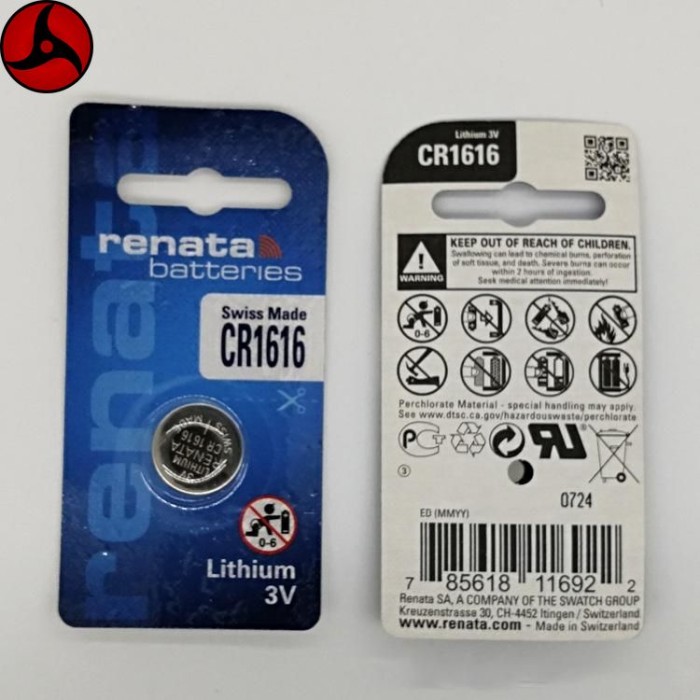 renata
batteries
Swiss Made
CR1616
SWISS MADE
CR 1616
RENATA
LITHIUM
3V
0-6
Lithium
3V
renata
Lithium 3V
CR1616
WARNING
KEEP OUT OF REACH OF CHILDREN.
Swallowing can lead to chemical burns, perforation
of soft tissue, and death. Severe burns can occur
within 2 hours of ingestion.
Seek medical attention immediately!
0-6
Perchlorate Material - special handling may apply.
See www.dtsc.ca.gov/hazardouswaste/perchlorate.
3
0724
ED (MMYY)
7 85618 11692 2
Renata SA, A COMPANY OF THE SWATCH GROUP
Kreuzenstrasse 30, CH-4452 Itingen / Switzerland
www.renata.com - Made in Switzerland